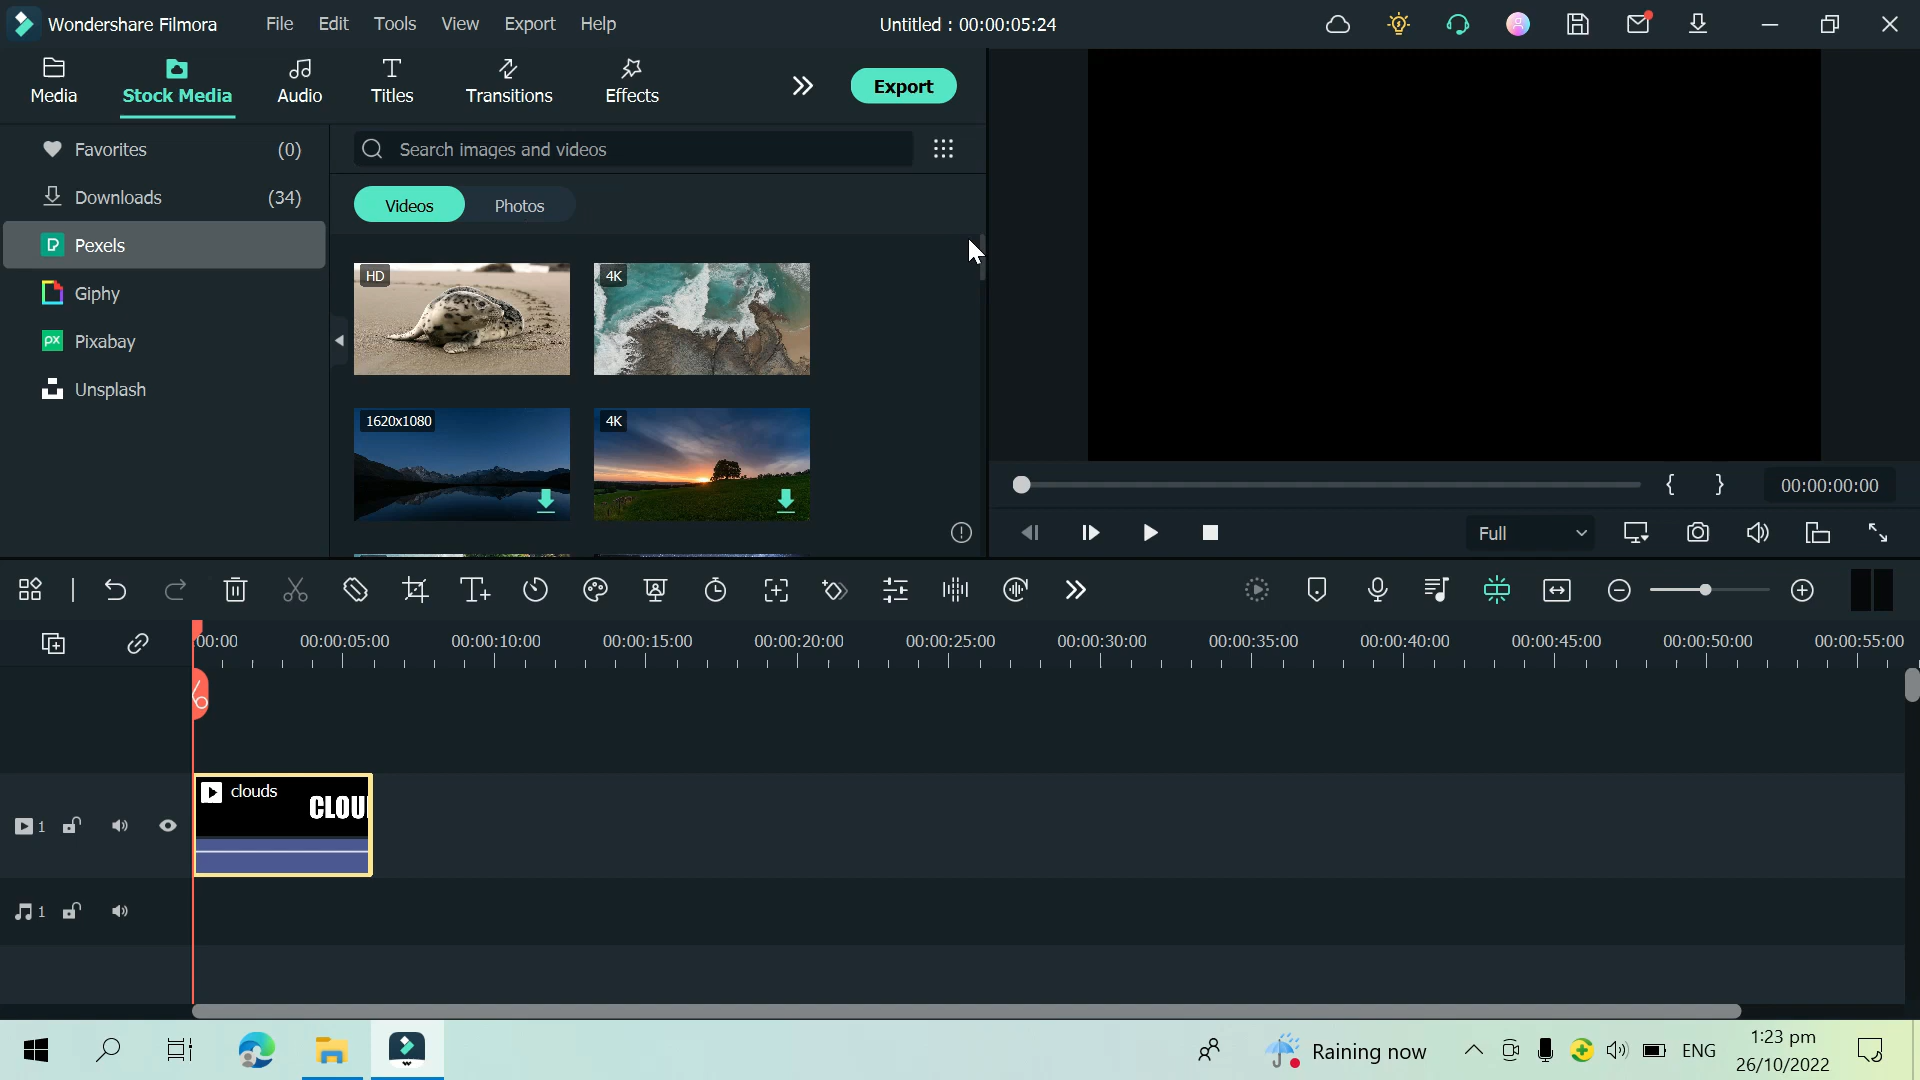 Wondershare Filmora File Edit Tools View Export Help Untitled : 00:00:05:24
Media Stock Media Audio Titles Transitions Effects Export
Favorites (0)
Downloads (34)
Pexels
Giphy
Pixabay
Unsplash
Search images and videos
Videos Photos
HD 4K
1620x1080 4K
00:00:00:00
Full
00:00 00:00:05:00 00:00:10:00 00:00:15:00 00:00:20:00 00:00:25:00 00:00:30:00 00:00:35:00 00:00:40:00 00:00:45:00 00:00:50:00 00:00:55:00
clouds
CLOU
1
1
Raining now ENG 1:23 pm
26/10/2022